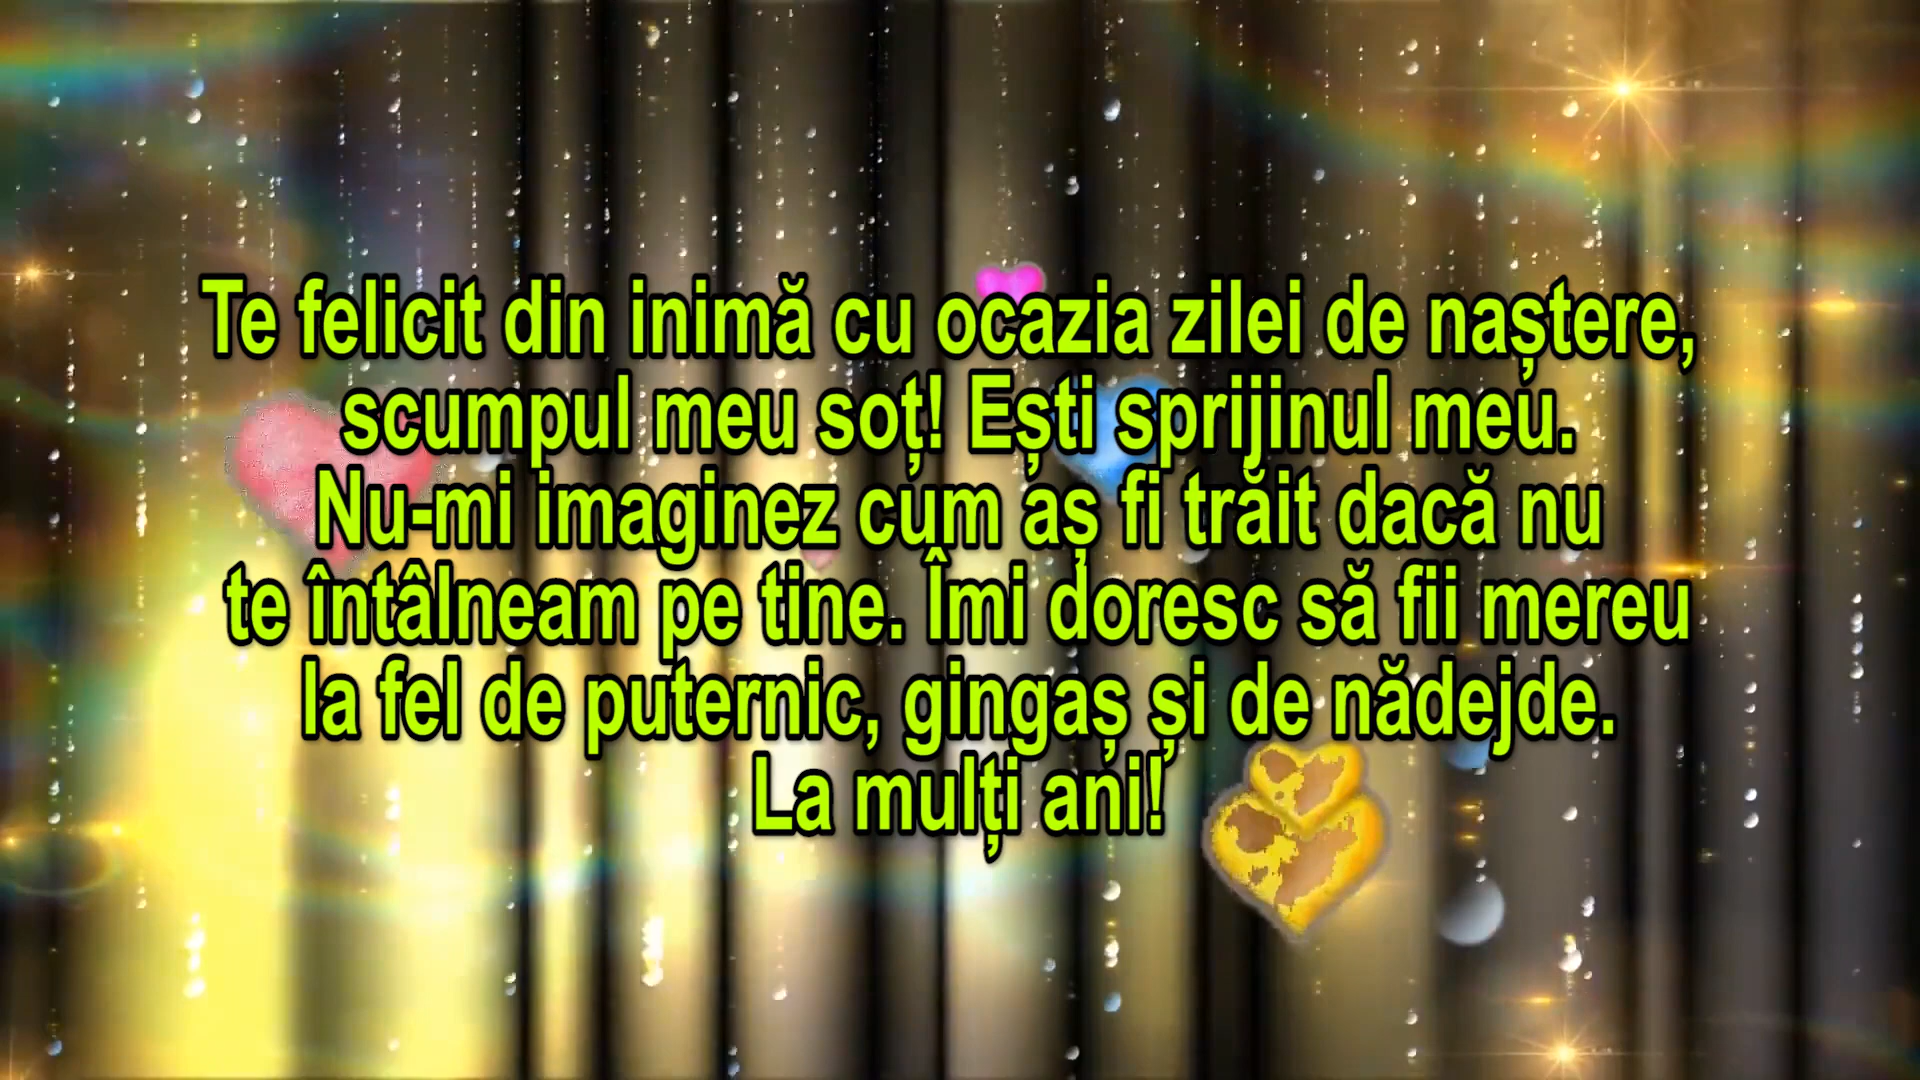 Te felicit din inimă cu ocazia zilei de naștere,
scumpul meu soț! Ești sprijinul meu.
Nu-mi imaginez cum aș fi trăit dacă nu
te întâlneam pe tine. Îmi doresc să fii mereu
la fel de puternic, gingaș și de nădejde.
La mulți ani!